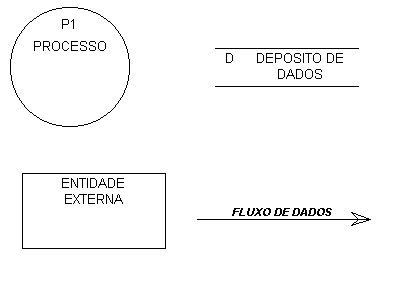 P1
PROCESSO
D DEPOSITO DE
DADOS
ENTIDADE
EXTERNA
FLUXO DE DADOS